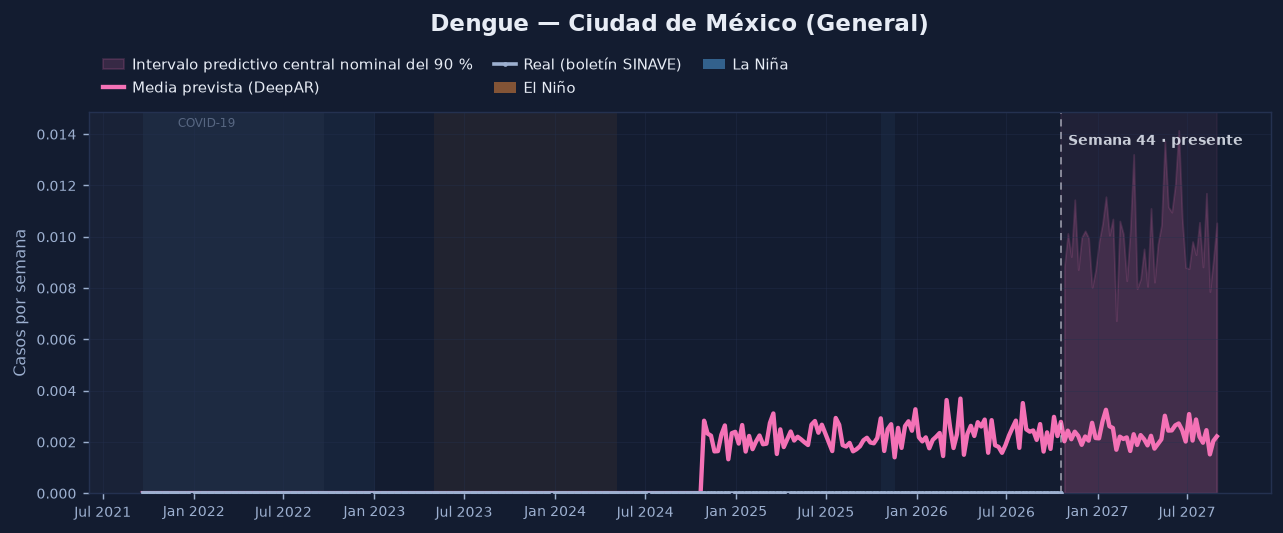 Dengue — Ciudad de México (General)
Intervalo predictivo central nominal del 90 %
Real (boletín SINAVE)
La Niña
Media prevista (DeepAR)
El Niño
COVID-19
Semana 44 · presente
Casos por semana
0.014
0.012
0.010
0.008
0.006
0.004
0.002
0.000
Jul 2021
Jan 2022
Jul 2022
Jan 2023
Jul 2023
Jan 2024
Jul 2024
Jan 2025
Jul 2025
Jan 2026
Jul 2026
Jan 2027
Jul 2027